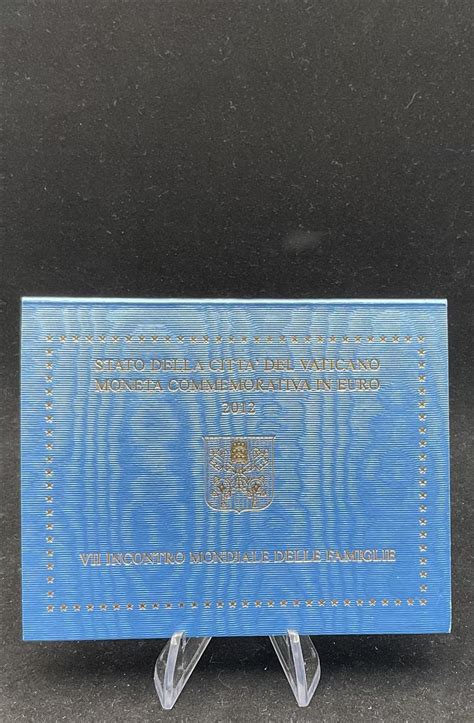 STATO DELLA CITTA' DEL VATICANO
MONETA COMMEMORATIVA IN EURO
2012
VII INCONTRO MONDIALE DELLE FAMIGLIE